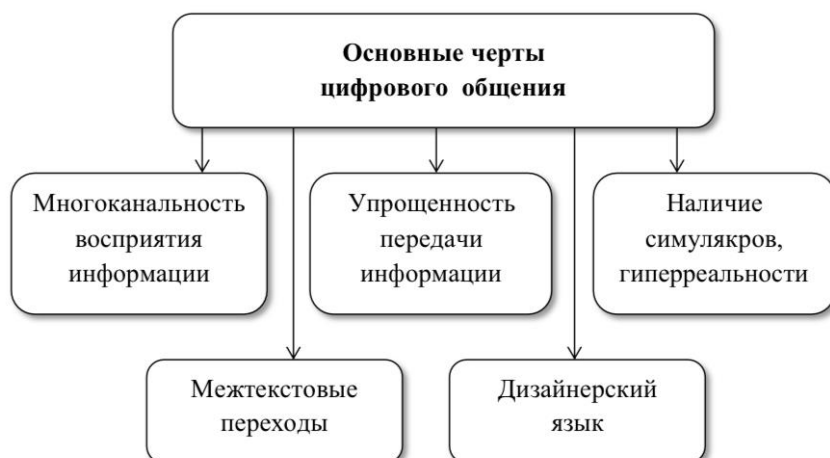 Основные черты
цифрового общения
Многоканальность
восприятия
информации
Упрощенность
передачи
информации
Наличие
симулякров,
гиперреальности
Межтекстовые
переходы
Дизайнерский
язык